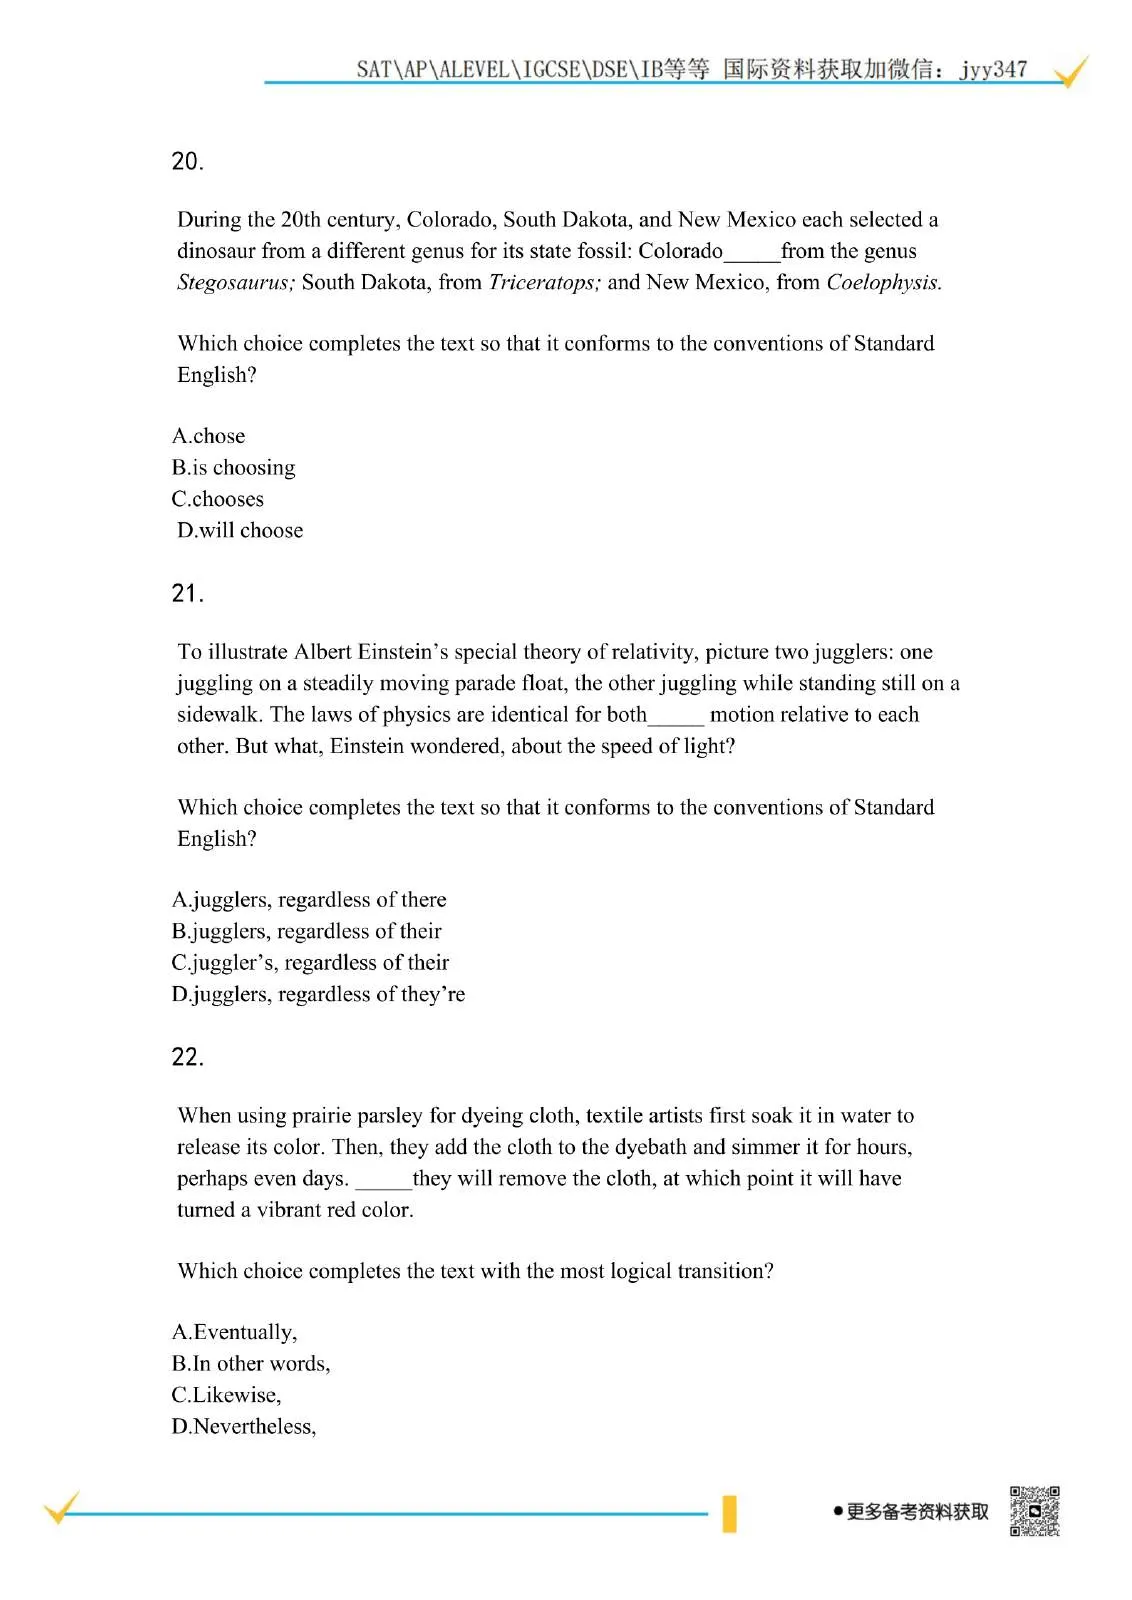 SAT\AP\ALEVEL\IGCSE\DSE\IB等等 国际资料获取加微信：jyy347
20.
During the 20th century, Colorado, South Dakota, and New Mexico each selected a
dinosaur from a different genus for its state fossil: Colorado_____from the genus
Stegosaurus; South Dakota, from Triceratops; and New Mexico, from Coelophysis.
Which choice completes the text so that it conforms to the conventions of Standard
English?
A.chose
B.is choosing
C.chooses
D.will choose
21.
To illustrate Albert Einstein’s special theory of relativity, picture two jugglers: one
juggling on a steadily moving parade float, the other juggling while standing still on a
sidewalk. The laws of physics are identical for both_____ motion relative to each
other. But what, Einstein wondered, about the speed of light?
Which choice completes the text so that it conforms to the conventions of Standard
English?
A.jugglers, regardless of there
B.jugglers, regardless of their
C.juggler’s, regardless of their
D.jugglers, regardless of they’re
22.
When using prairie parsley for dyeing cloth, textile artists first soak it in water to
release its color. Then, they add the cloth to the dyebath and simmer it for hours,
perhaps even days. _____they will remove the cloth, at which point it will have
turned a vibrant red color.
Which choice completes the text with the most logical transition?
A.Eventually,
B.In other words,
C.Likewise,
D.Nevertheless,
●更多备考资料获取